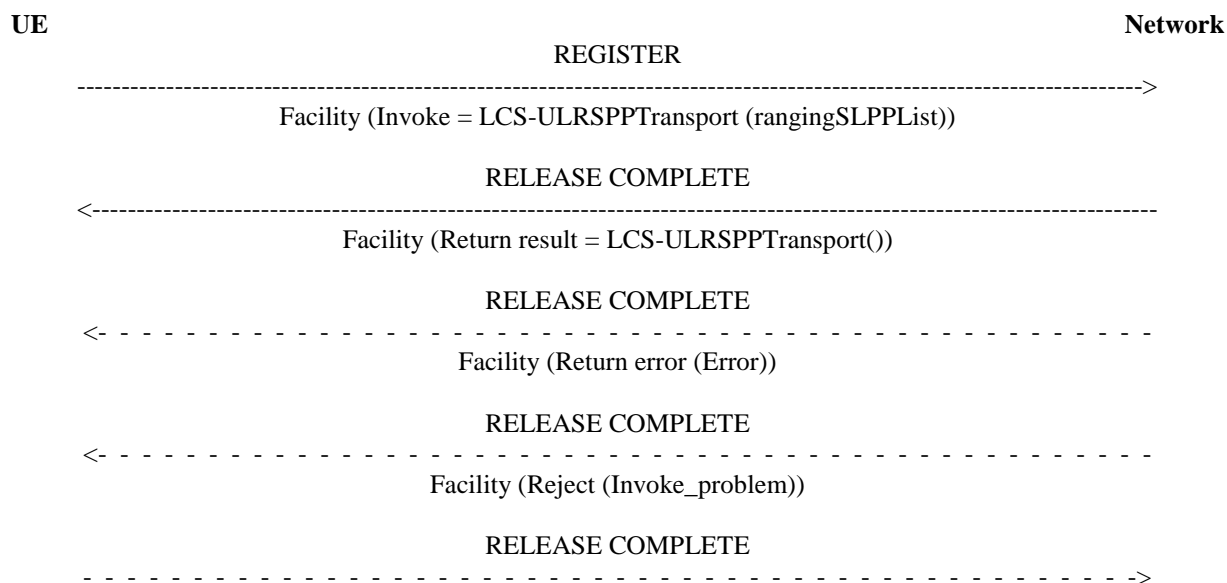 UE Network
REGISTER
------------------------------------------------------------------------------------------------------------------------>
Facility (Invoke = LCS-ULRSPPTransport (rangingSLPPList))
RELEASE COMPLETE
<------------------------------------------------------------------------------------------------------------------------
Facility (Return result = LCS-ULRSPPTransport())
RELEASE COMPLETE
<- - - - - - - - - - - - - - - - - - - - - - - - - - - - - - - - - - - - - - - - - - - - - - - -
Facility (Return error (Error))
RELEASE COMPLETE
<- - - - - - - - - - - - - - - - - - - - - - - - - - - - - - - - - - - - - - - - - - - - - - - -
Facility (Reject (Invoke_problem))
RELEASE COMPLETE
- - - - - - - - - - - - - - - - - - - - - - - - - - - - - - - - - - - - - - - - - - - - - - - ->